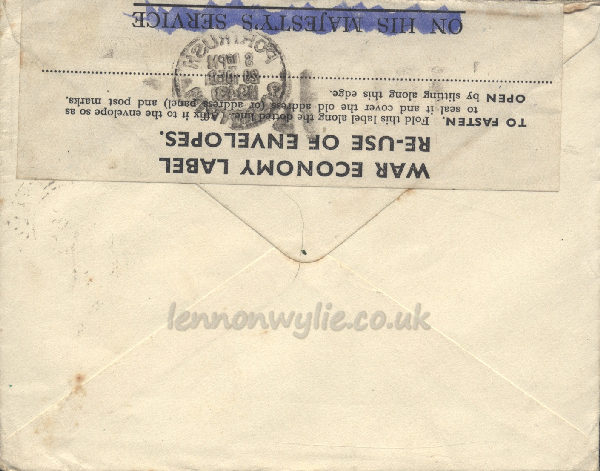 WAR ECONOMY LABEL
RE-USE OF ENVELOPES.
TO FASTEN. Fold this label along the dotted line. Affix it to the envelope so as
to seal it and cover the old address (or address panel) and post marks.
OPEN by slitting along this edge.
ON HIS MAJESTY'S SERVICE
PORTRUSH
lennonwylie.co.uk